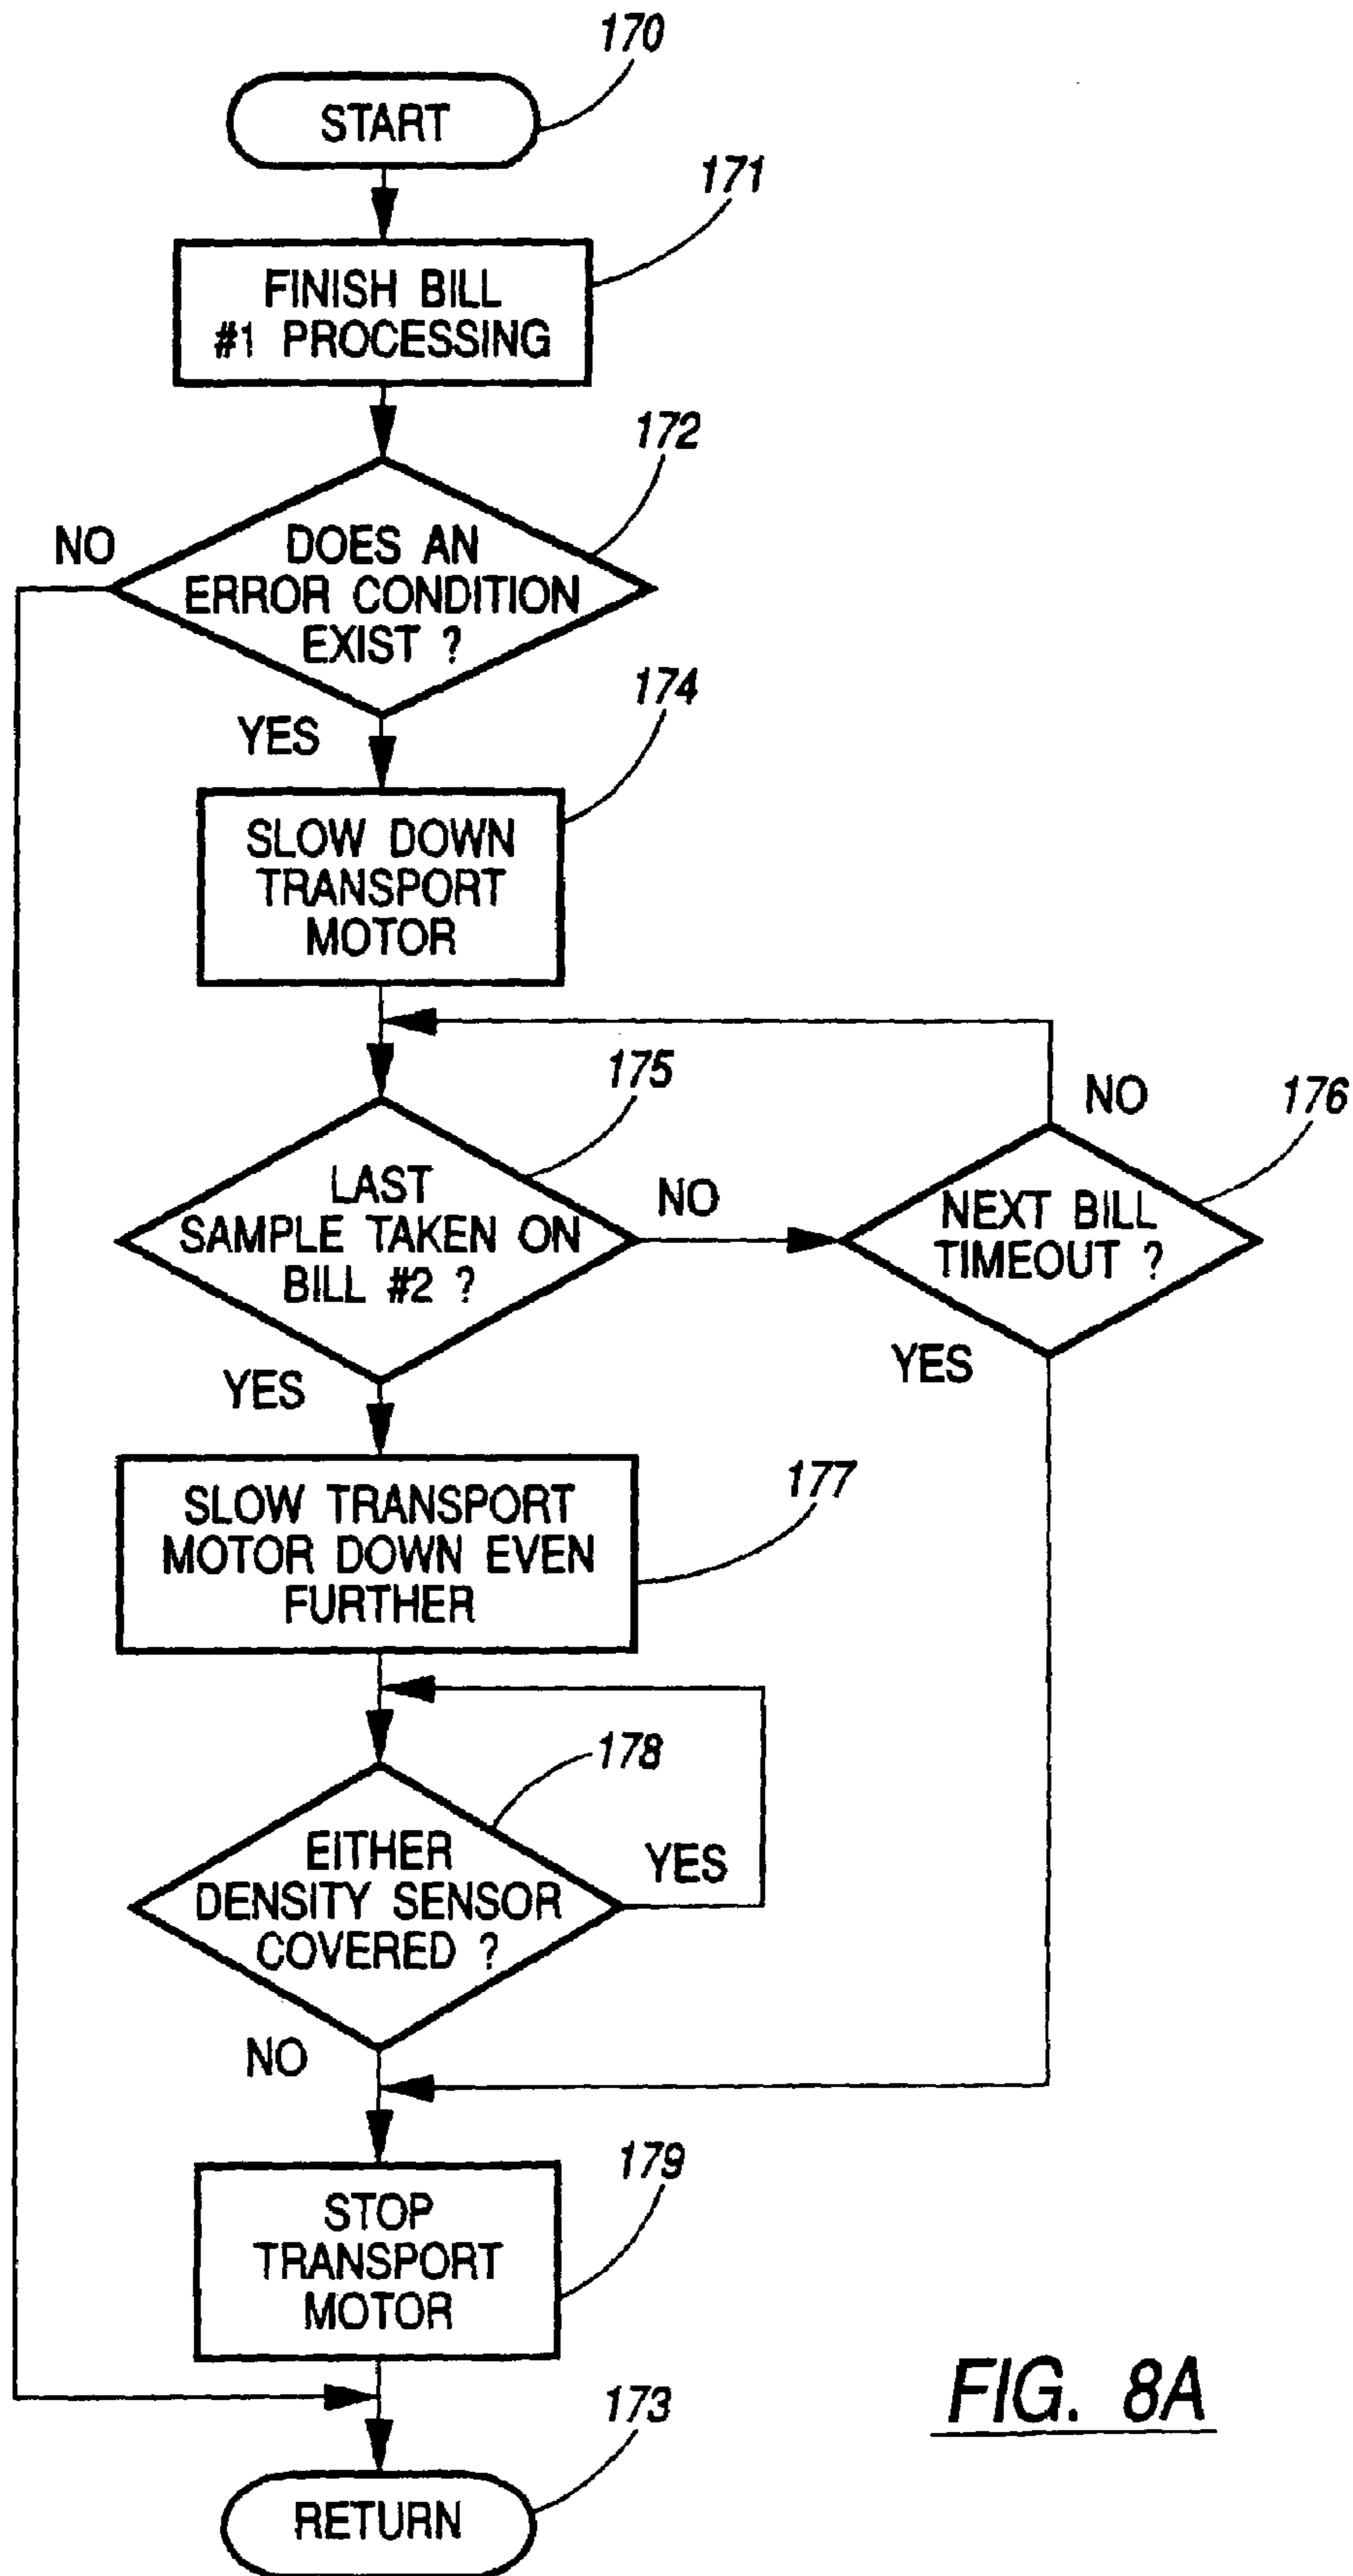 170
START
171
FINISH BILL
#1 PROCESSING
172
NO
DOES AN
ERROR CONDITION
EXIST ?
174
YES
SLOW DOWN
TRANSPORT
MOTOR
175
NO
176
LAST
SAMPLE TAKEN ON
BILL #2 ?
NO
NEXT BILL
TIMEOUT ?
YES
YES
177
SLOW TRANSPORT
MOTOR DOWN EVEN
FURTHER
178
EITHER
DENSITY SENSOR
COVERED ?
YES
NO
179
STOP
TRANSPORT
MOTOR
173
RETURN
FIG. 8A